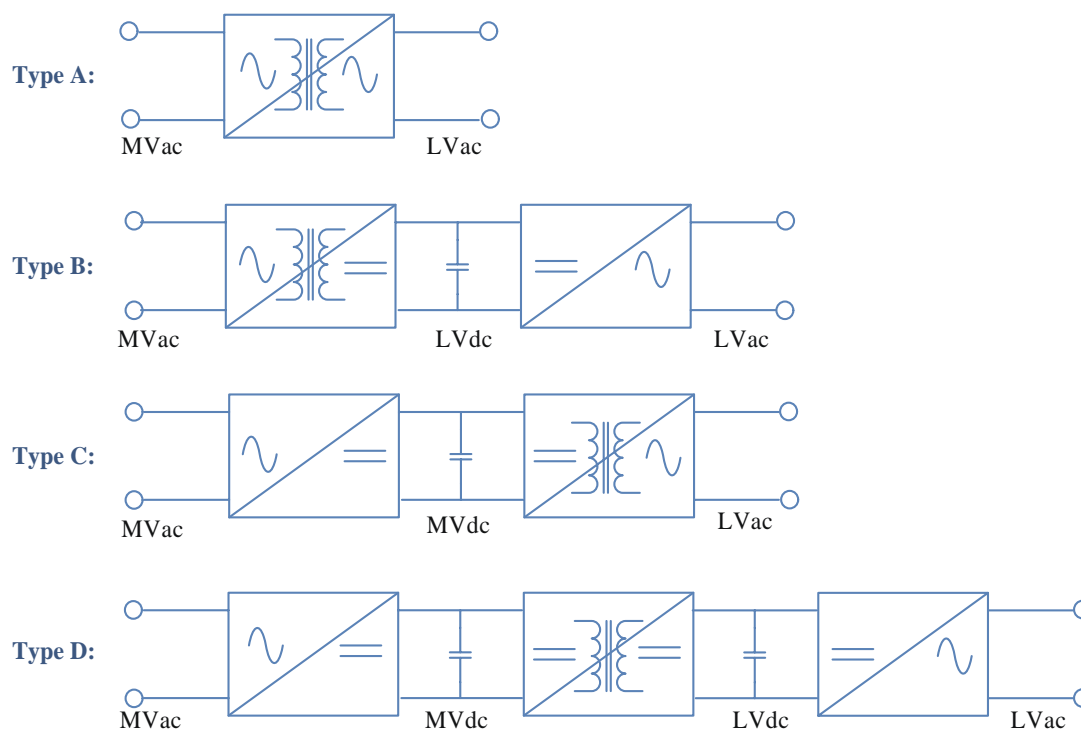 Type A:
MVac LVac
Type B:
MVac LVdc LVac
Type C:
MVac MVdc LVac
Type D:
MVac MVdc LVdc LVac